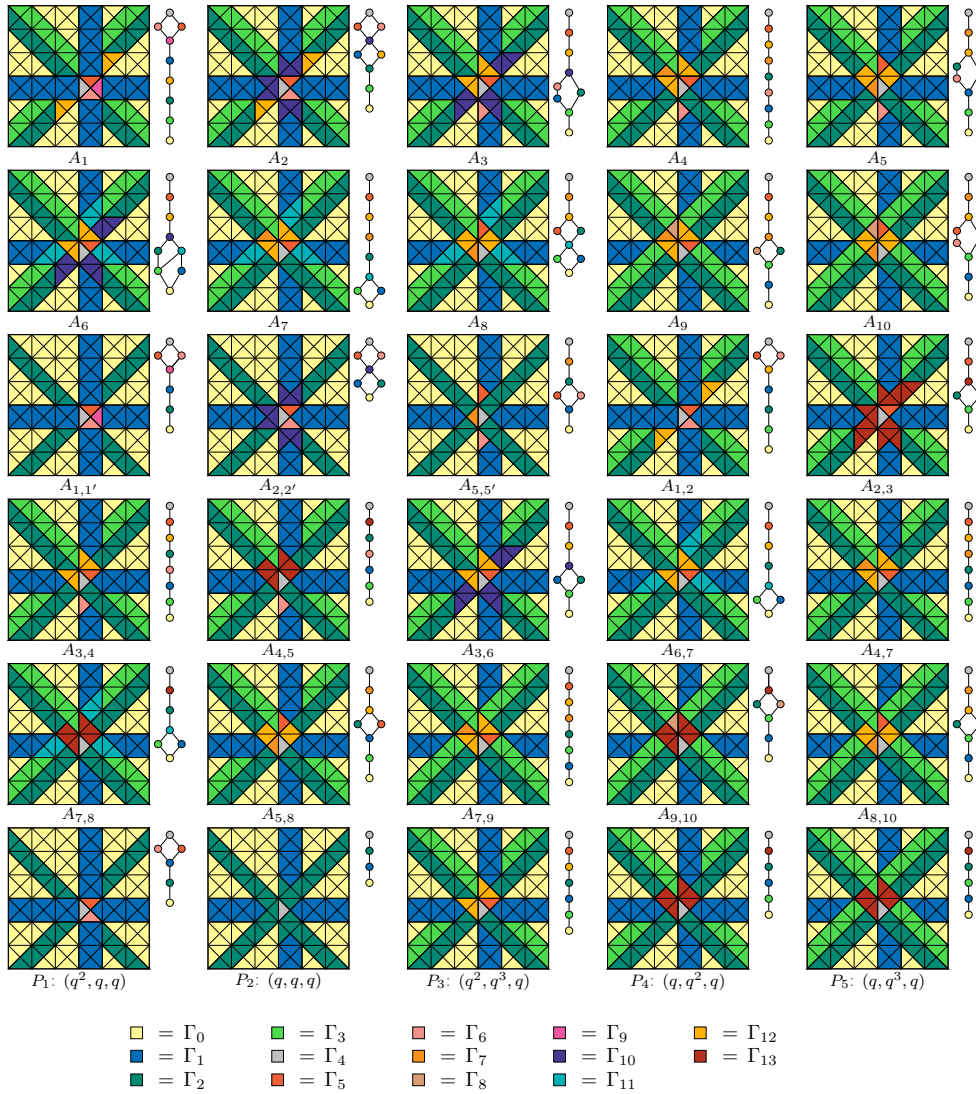 A₁ A₂ A₃ A₄ A₅
A₆ A₇ A₈ A₉ A₁₀
A₁,₁′ A₂,₂′ A₅,₅′ A₁,₂ A₂,₃
A₃,₄ A₄,₅ A₃,₆ A₆,₇ A₄,₇
A₇,₈ A₅,₈ A₇,₉ A₉,₁₀ A₈,₁₀
P₁: (q², q, q) P₂: (q, q, q) P₃: (q², q³, q) P₄: (q, q², q) P₅: (q, q³, q)
= Γ₀ = Γ₃ = Γ₆ = Γ₉ = Γ₁₂
= Γ₁ = Γ₄ = Γ₇ = Γ₁₀ = Γ₁₃
= Γ₂ = Γ₅ = Γ₈ = Γ₁₁